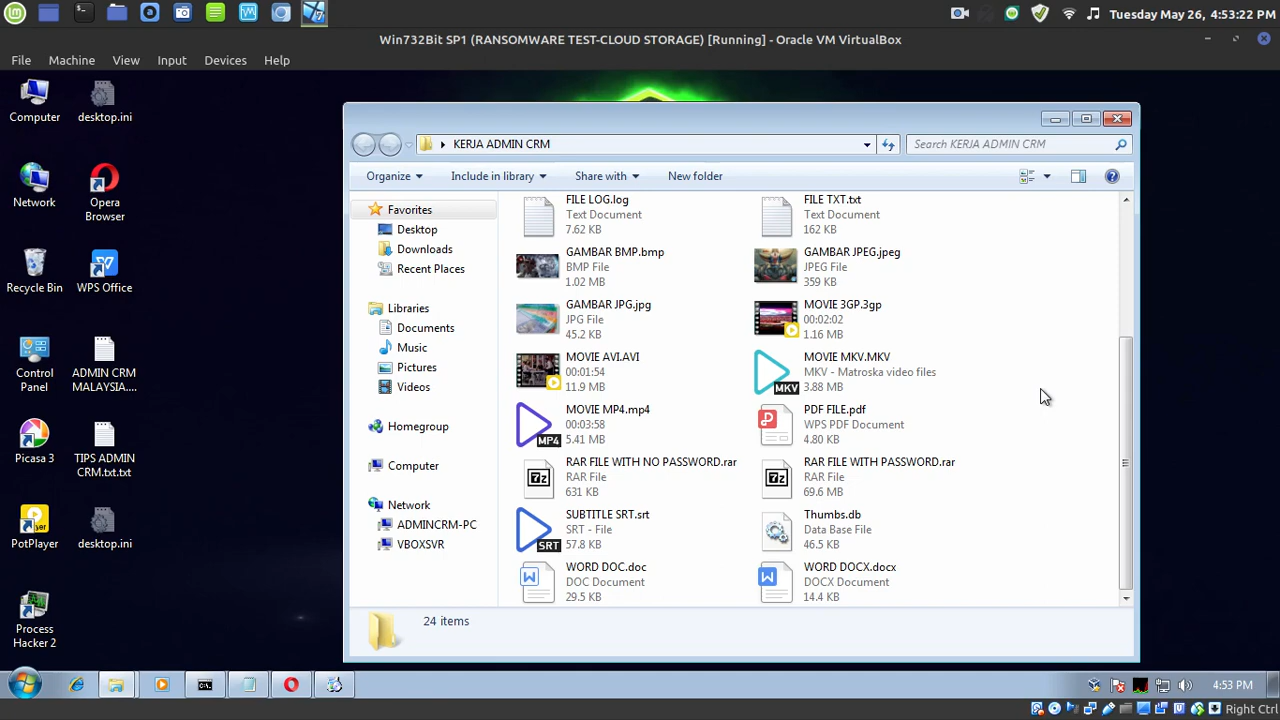 Tuesday May 26, 4:53:22 PM
Win732Bit SP1 (RANSOMWARE TEST-CLOUD STORAGE) [Running] - Oracle VM VirtualBox
File Machine View Input Devices Help
Computer
desktop.ini
Network
Opera Browser
Recycle Bin
WPS Office
Control Panel
ADMIN CRM MALAYSIA....
Picasa 3
TIPS ADMIN CRM.txt.txt
PotPlayer
desktop.ini
Process Hacker 2
KERJA ADMIN CRM
Search KERJA ADMIN CRM
Organize Include in library Share with New folder
Favorites
Desktop
Downloads
Recent Places
Libraries
Documents
Music
Pictures
Videos
Homegroup
Computer
Network
ADMINCRM-PC
VBOXSVR
FILE LOG.log
Text Document
7.62 KB
FILE TXT.txt
Text Document
162 KB
GAMBAR BMP.bmp
BMP File
1.02 MB
GAMBAR JPEG.jpeg
JPEG File
359 KB
GAMBAR JPG.jpg
JPG File
45.2 KB
MOVIE 3GP.3gp
00:02:02
1.16 MB
MOVIE AVI.AVI
00:01:54
11.9 MB
MOVIE MKV.MKV
MKV - Matroska video files
3.88 MB
MKV
MOVIE MP4.mp4
00:03:58
5.41 MB
MP4
PDF FILE.pdf
WPS PDF Document
4.80 KB
RAR FILE WITH NO PASSWORD.rar
RAR File
631 KB
7z
RAR FILE WITH PASSWORD.rar
RAR File
69.6 MB
7z
SUBTITLE SRT.srt
SRT - File
57.8 KB
SRT
Thumbs.db
Data Base File
46.5 KB
WORD DOC.doc
DOC Document
29.5 KB
W
WORD DOCX.docx
DOCX Document
14.4 KB
W
24 items
4:53 PM
Right Ctrl